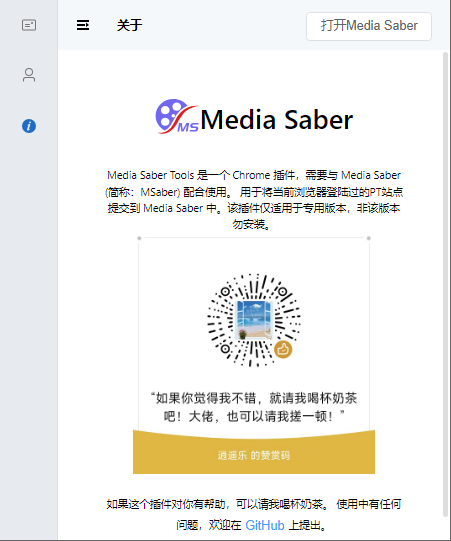 关于
打开Media Saber
MS
Media Saber
Media Saber Tools 是一个 Chrome 插件，需要与 Media Saber
(简称：MSaber) 配合使用。 用于将当前浏览器登陆过的PT站点
提交到 Media Saber 中。该插件仅适用于专用版本，非该版本
勿安装。
“如果你觉得我不错，就请我喝杯奶茶
吧！大佬，也可以请我搓一顿！”
逍遥乐 的赞赏码
如果这个插件对你有帮助，可以请我喝杯奶茶。 使用中有任何
问题，欢迎在 GitHub 上提出。